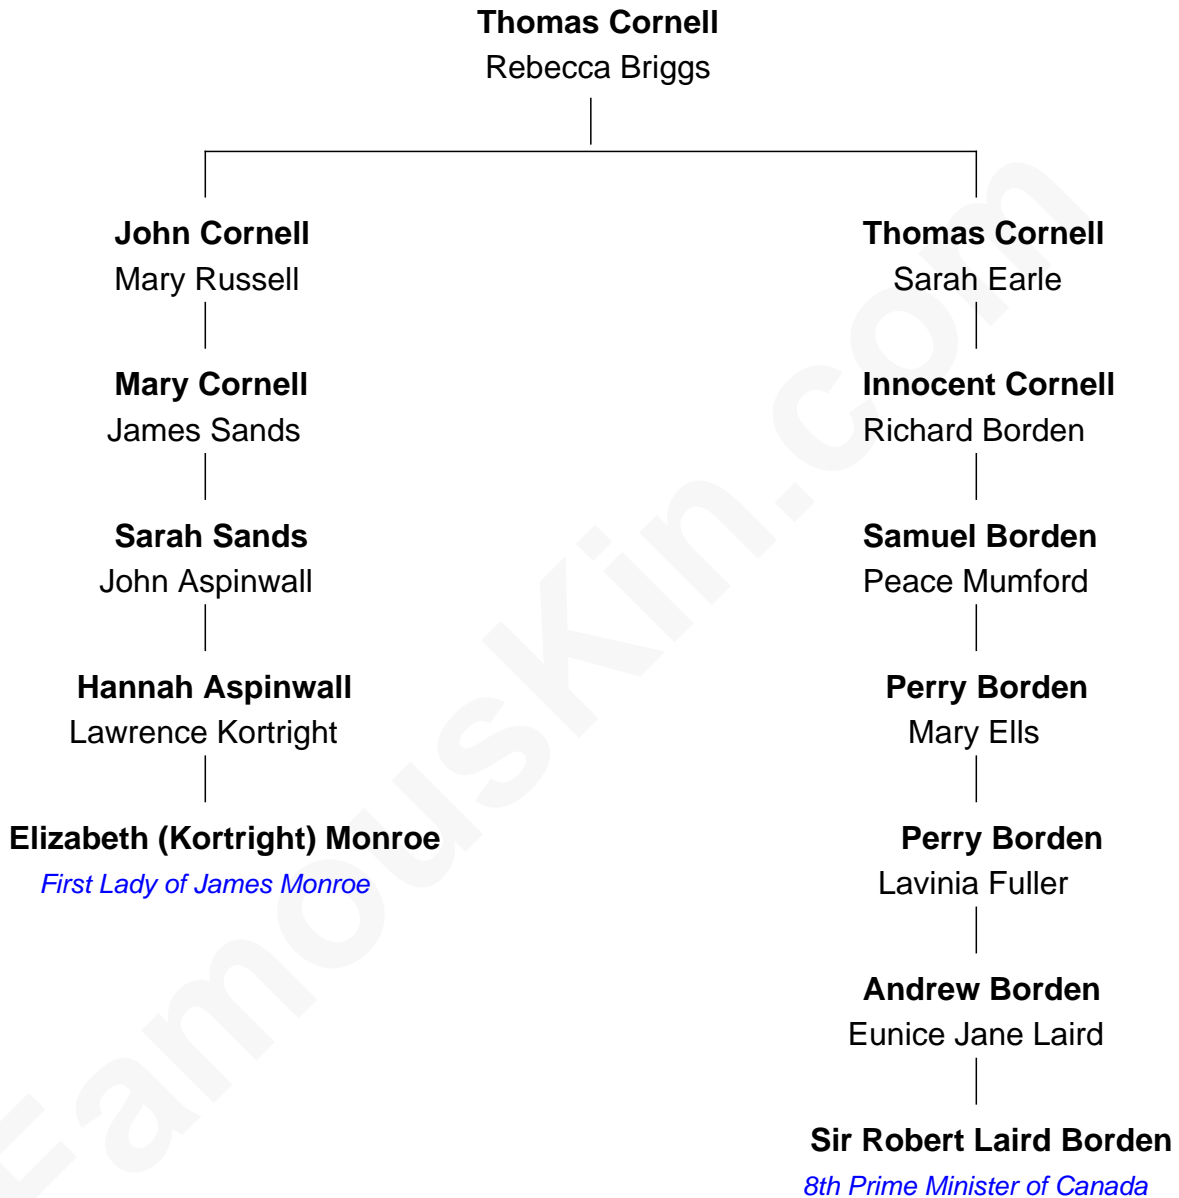 Thomas Cornell
Rebecca Briggs
John Cornell
Mary Russell
Mary Cornell
James Sands
Sarah Sands
John Aspinwall
Hannah Aspinwall
Lawrence Kortright
Elizabeth (Kortright) Monroe
First Lady of James Monroe
Thomas Cornell
Sarah Earle
Innocent Cornell
Richard Borden
Samuel Borden
Peace Mumford
Perry Borden
Mary Ells
Perry Borden
Lavinia Fuller
Andrew Borden
Eunice Jane Laird
Sir Robert Laird Borden
8th Prime Minister of Canada
FamousKin.com